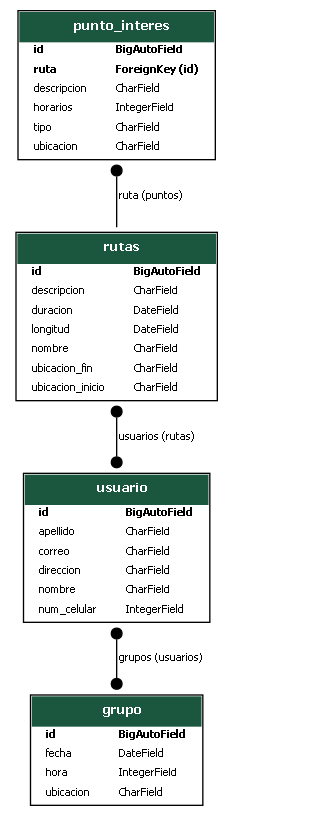 punto_interes
id BigAutoField
ruta ForeignKey (id)
descripcion CharField
horarios IntegerField
tipo CharField
ubicacion CharField
ruta (puntos)
rutas
id BigAutoField
descripcion CharField
duracion DateField
longitud DateField
nombre CharField
ubicacion_fin CharField
ubicacion_inicio CharField
usuarios (rutas)
usuario
id BigAutoField
apellido CharField
correo CharField
direccion CharField
nombre CharField
num_celular IntegerField
grupos (usuarios)
grupo
id BigAutoField
fecha DateField
hora IntegerField
ubicacion CharField